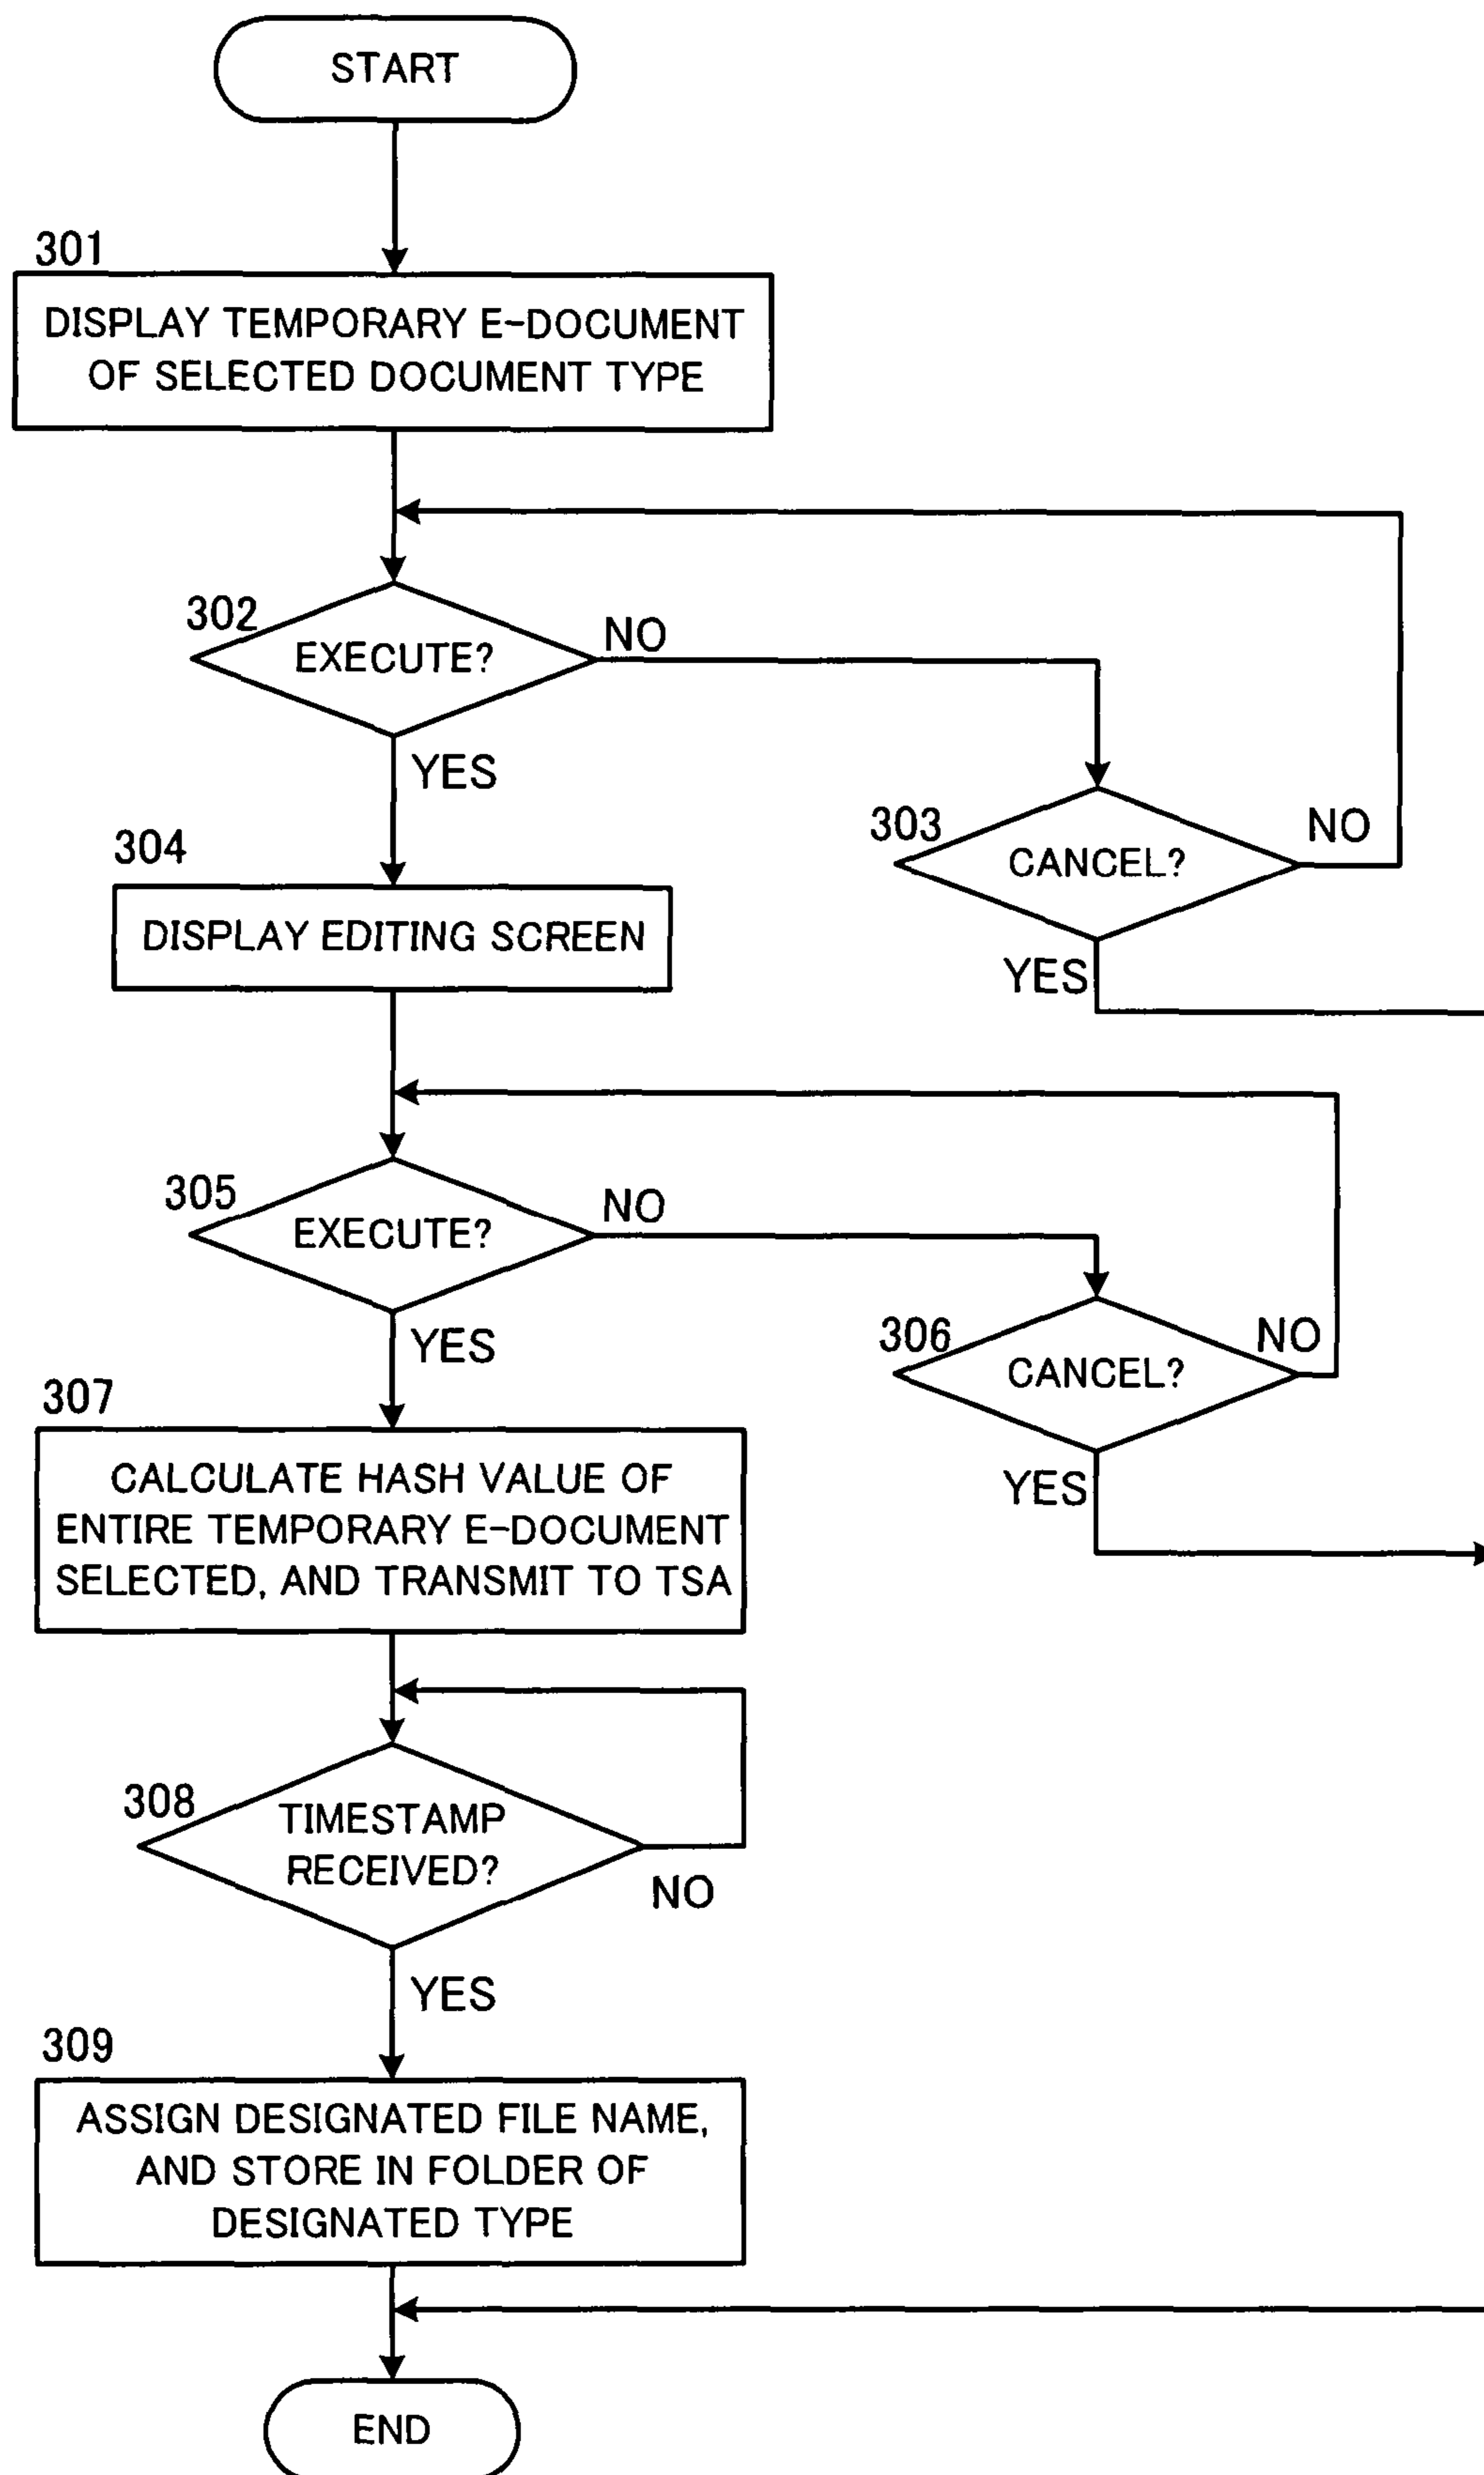 START
301
DISPLAY TEMPORARY E-DOCUMENT
OF SELECTED DOCUMENT TYPE
302
EXECUTE?
NO
YES
303
CANCEL?
NO
YES
304
DISPLAY EDITING SCREEN
305
EXECUTE?
NO
YES
306
CANCEL?
NO
YES
307
CALCULATE HASH VALUE OF
ENTIRE TEMPORARY E-DOCUMENT
SELECTED, AND TRANSMIT TO TSA
308
TIMESTAMP
RECEIVED?
NO
YES
309
ASSIGN DESIGNATED FILE NAME,
AND STORE IN FOLDER OF
DESIGNATED TYPE
END